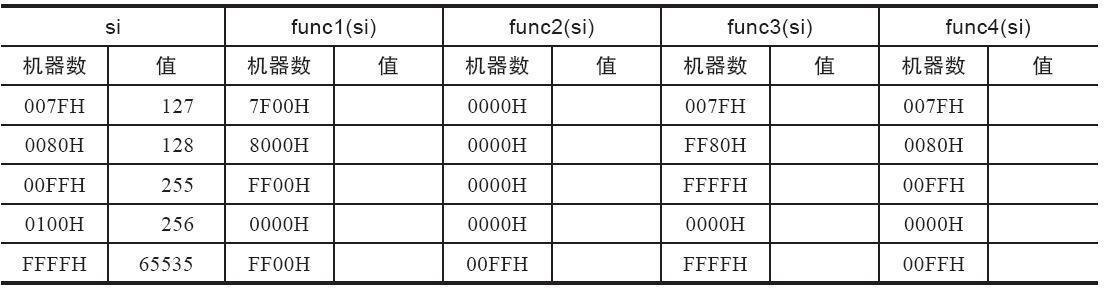 si func1(si) func2(si) func3(si) func4(si)
机器数 值 机器数 值 机器数 值 机器数 值 机器数 值
007FH 127 7F00H 0000H 007FH 007FH
0080H 128 8000H 0000H FF80H 0080H
00FFH 255 FF00H 0000H FFFFH 00FFH
0100H 256 0000H 0000H 0000H 0000H
FFFFH 65535 FF00H 00FFH FFFFH 00FFH